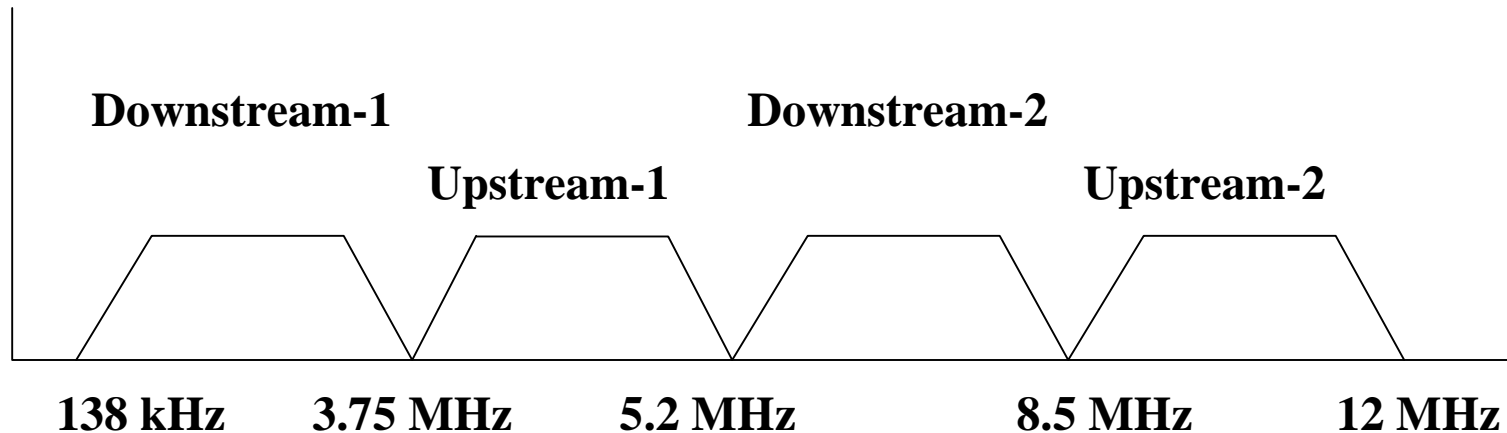 Downstream-1 Downstream-2
Upstream-1 Upstream-2
138 kHz 3.75 MHz 5.2 MHz 8.5 MHz 12 MHz